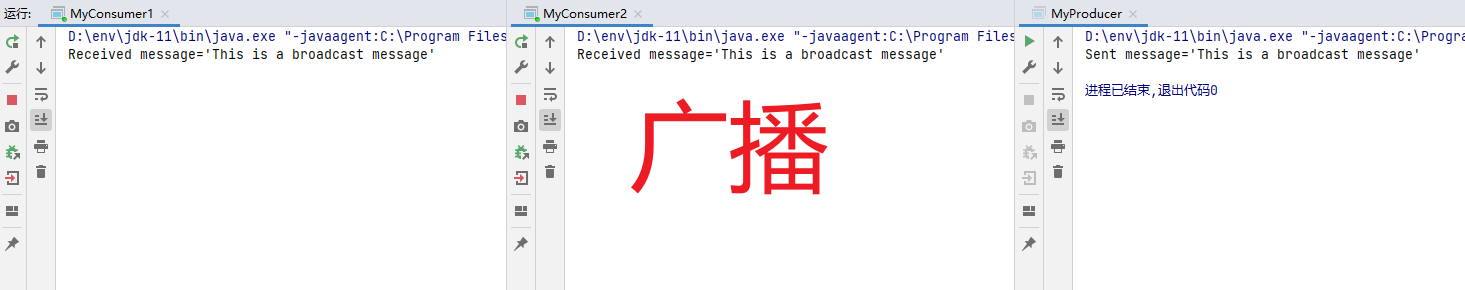 运行: MyConsumer1
D:\env\jdk-11\bin\java.exe "-javaagent:C:\Program Files
Received message='This is a broadcast message'
MyConsumer2
D:\env\jdk-11\bin\java.exe "-javaagent:C:\Program Files
Received message='This is a broadcast message'
广播
MyProducer
D:\env\jdk-11\bin\java.exe "-javaagent:C:\Progra
Sent message='This is a broadcast message'
进程已结束,退出代码0